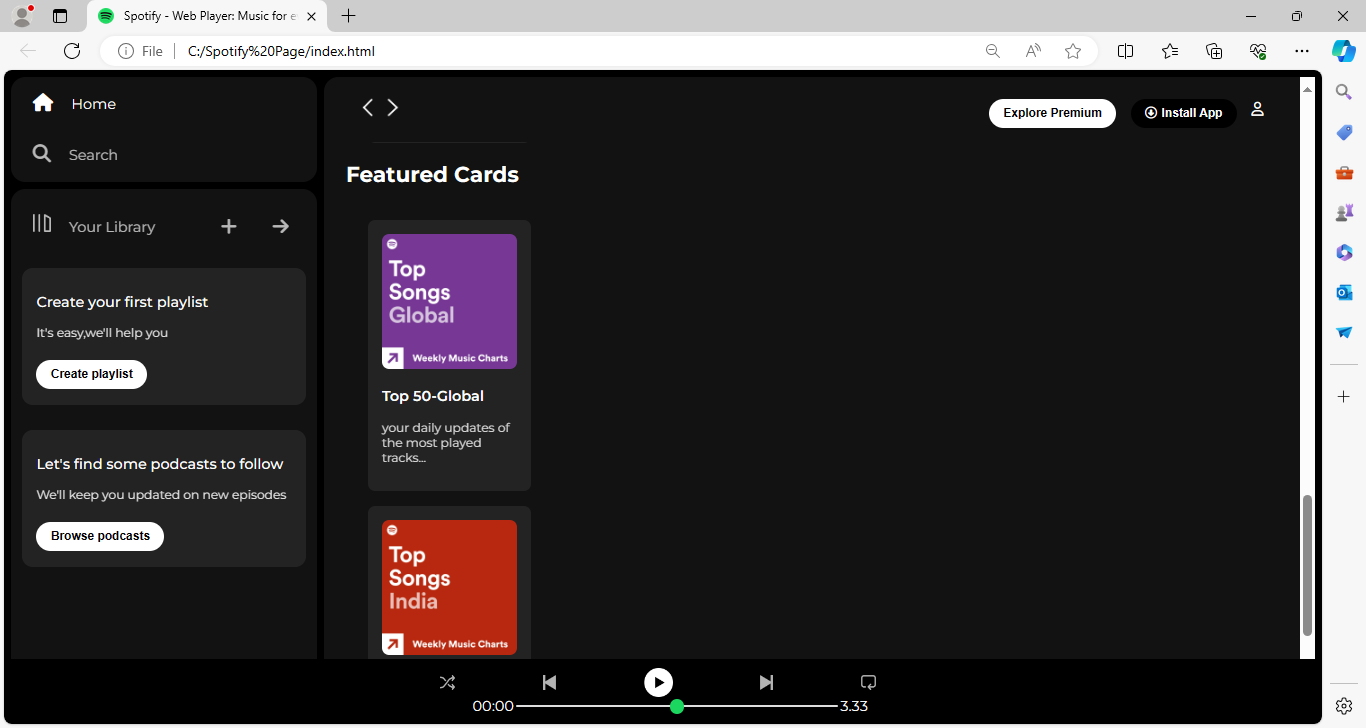 Spotify - Web Player: Music for e
File
C:/Spotify%20Page/index.html
Home
Search
Your Library
Create your first playlist
It's easy,we'll help you
Create playlist
Let's find some podcasts to follow
We'll keep you updated on new episodes
Browse podcasts
Explore Premium
Install App
Featured Cards
Top
Songs
Global
Weekly Music Charts
Top 50-Global
your daily updates of
the most played
tracks...
Top
Songs
India
Weekly Music Charts
00:00
3.33